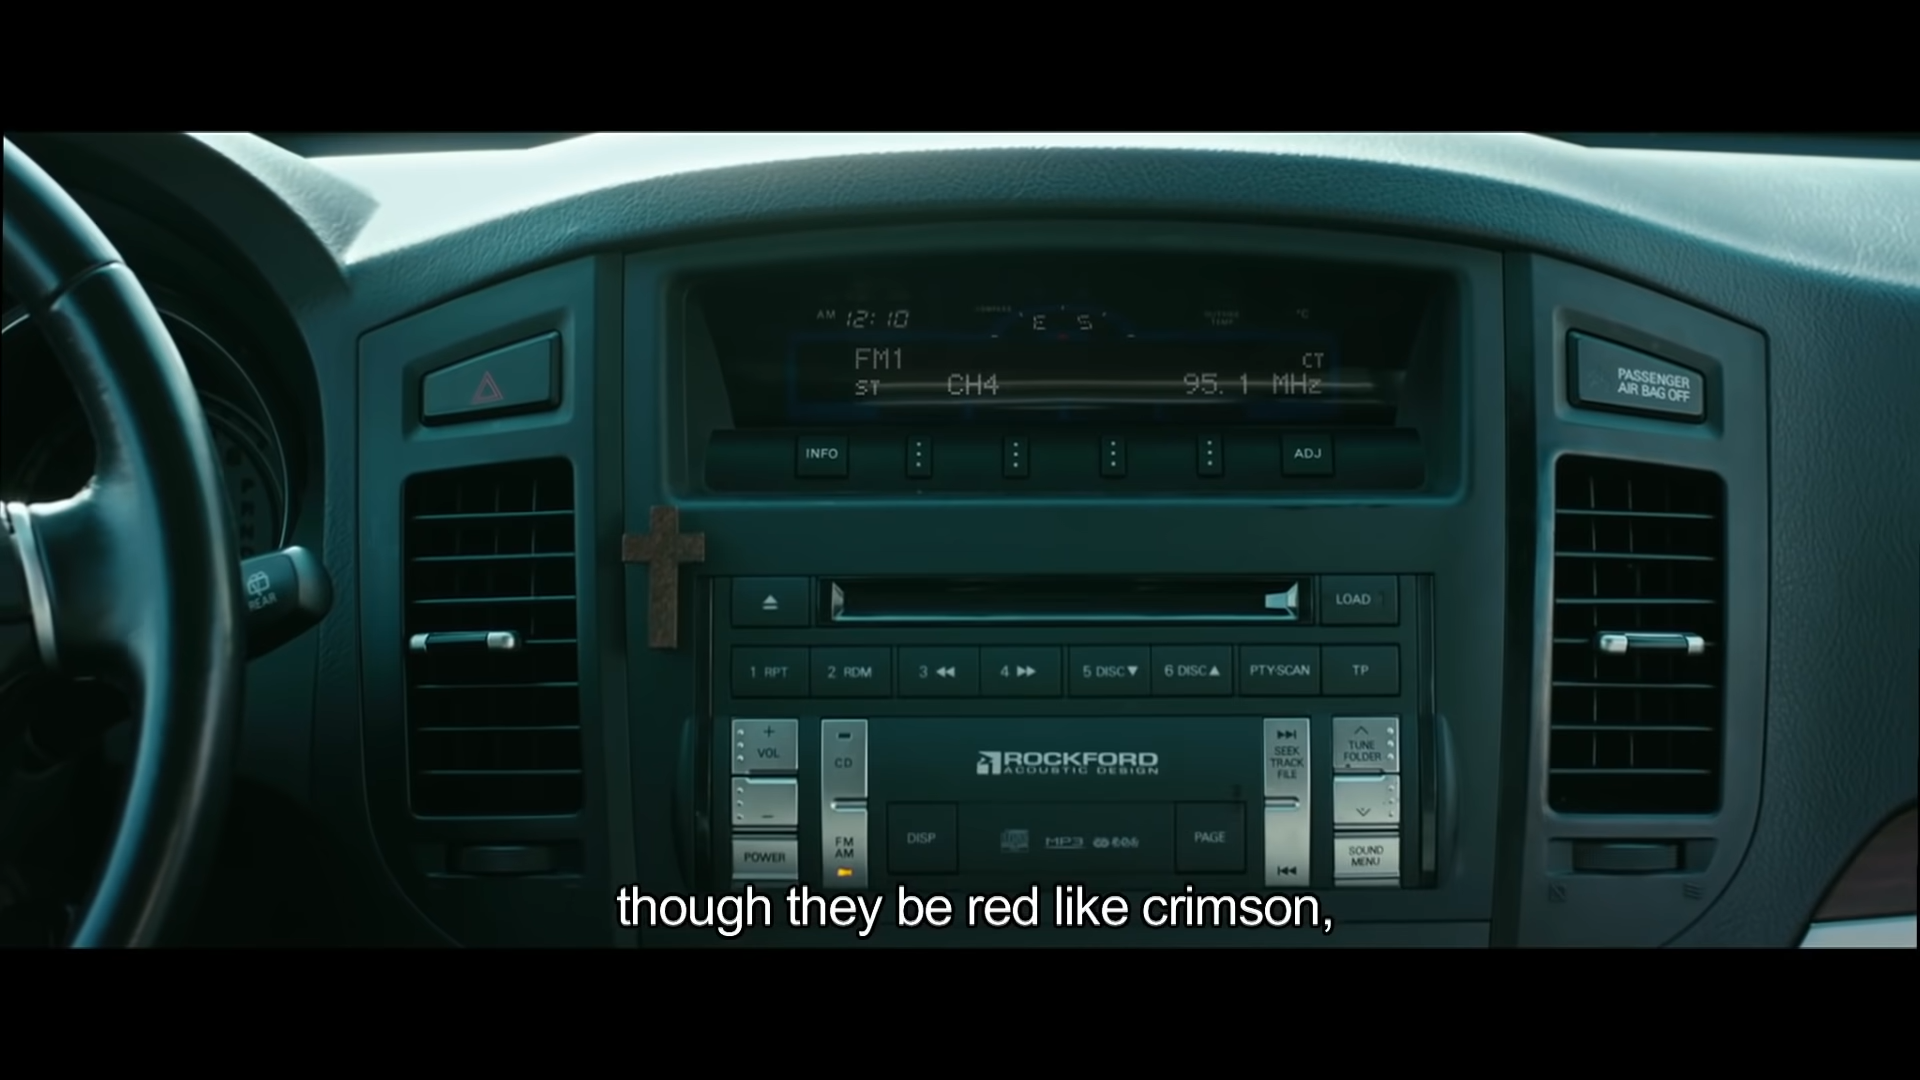 AM 12:10
E S
°C
FM1 CT
ST CH4 95.1 MHz
PASSENGER
AIR BAG OFF
INFO ADJ
REAR
LOAD
1 RPT 2 RDM 3 4 5 DISC▼ 6 DISC▲ PTY·SCAN TP
+
VOL
−
POWER
CD
FM
AM
ROCKFORD
ACOUSTIC DESIGN
DISP MP3 PAGE
SEEK
TRACK
FILE
TUNE
FOLDER
SOUND
MENU
though they be red like crimson,